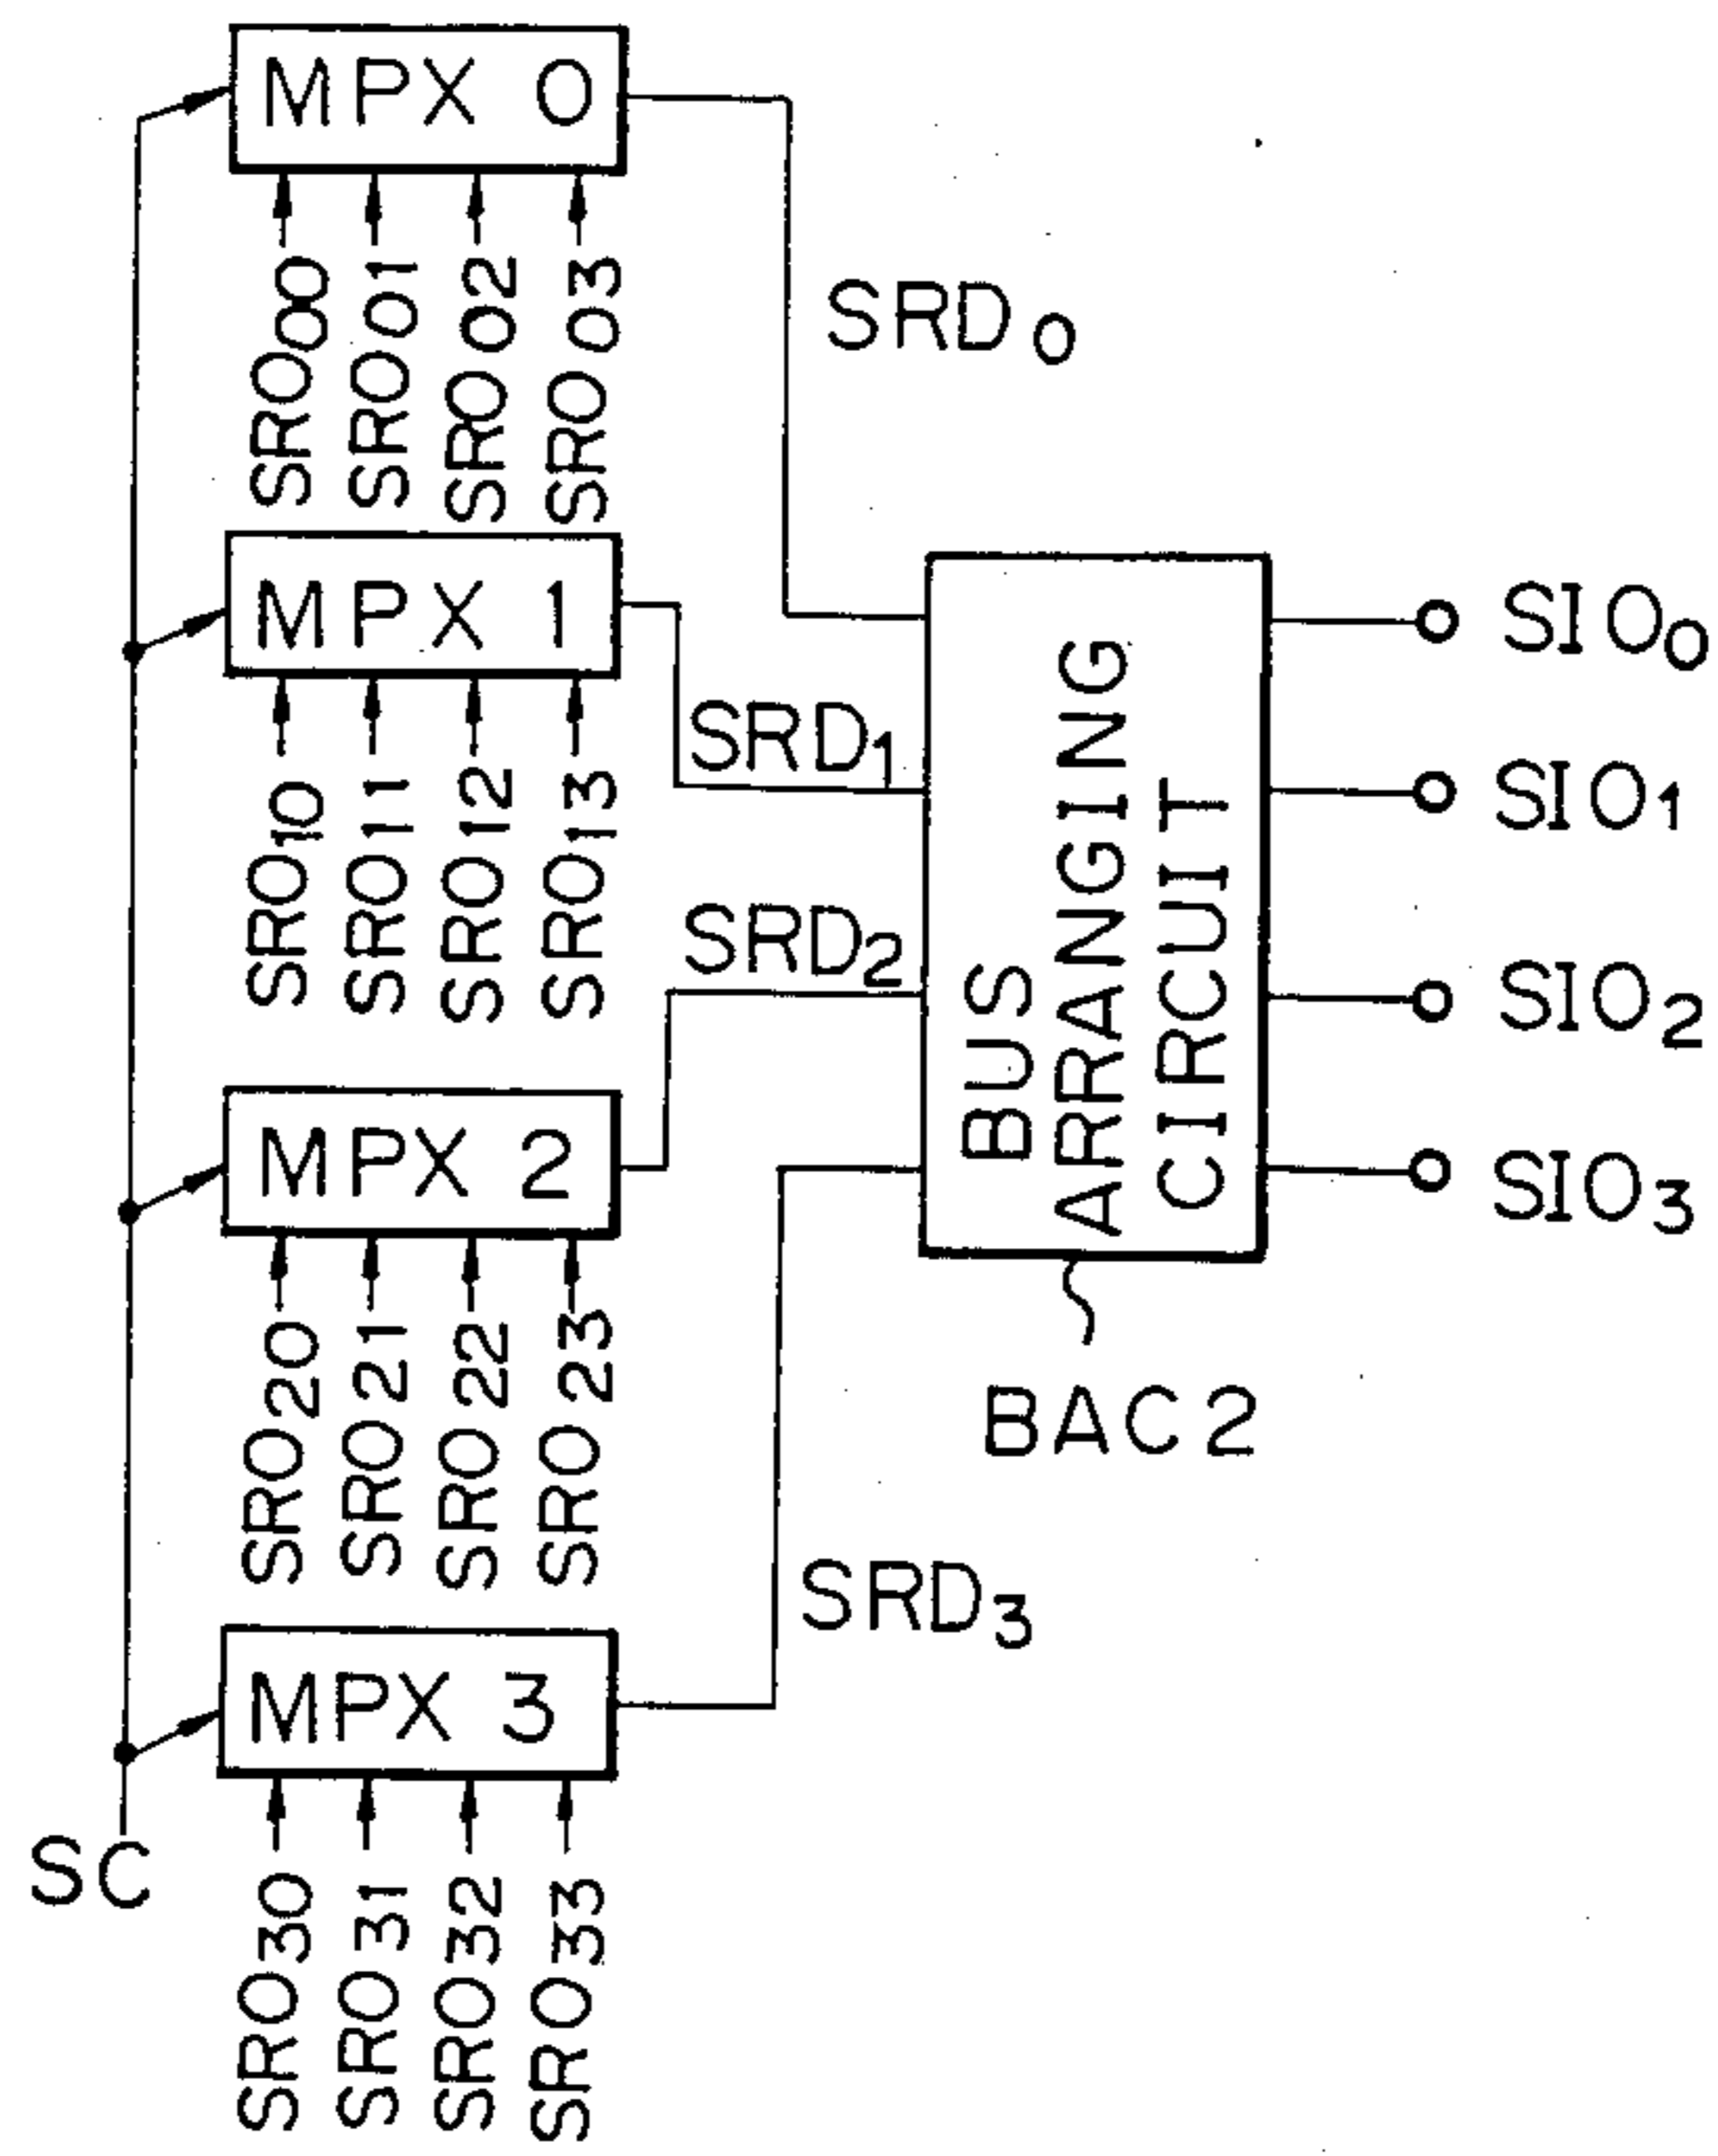 MPX 0
SRO00
SRO01
SRO02
SRO03
SRD0
MPX 1
SRO10
SRO11
SRO12
SRO13
SRD1
MPX 2
SRO20
SRO21
SRO22
SRO23
SRD2
MPX 3
SRO30
SRO31
SRO32
SRO33
SRD3
SC
BUS
ARRANGING
CIRCUIT
BAC2
SIO0
SIO1
SIO2
SIO3